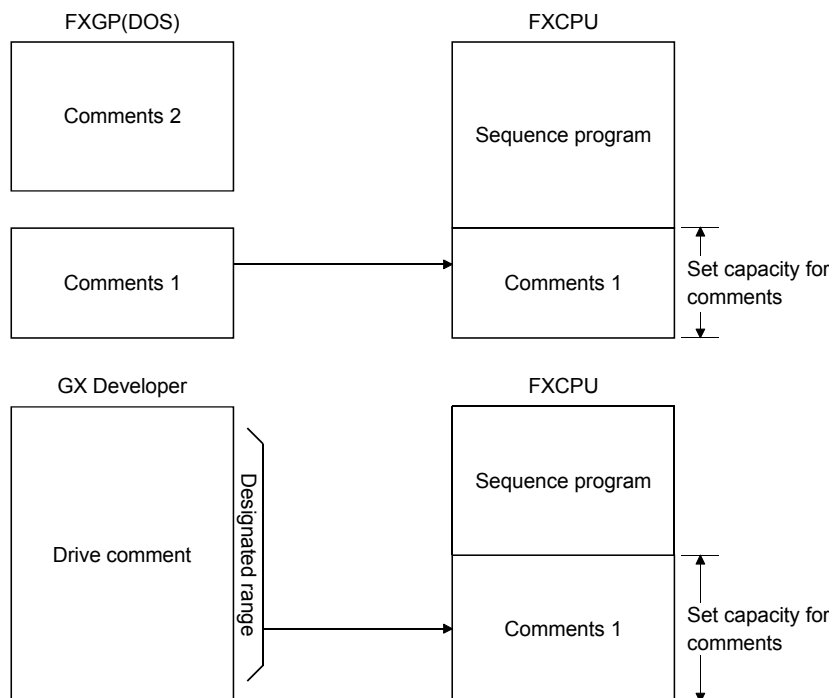 FXGP(DOS)
FXCPU
Comments 2
Sequence program
Comments 1
Comments 1
Set capacity for
comments
GX Developer
FXCPU
Drive comment
Designated range
Sequence program
Comments 1
Set capacity for
comments